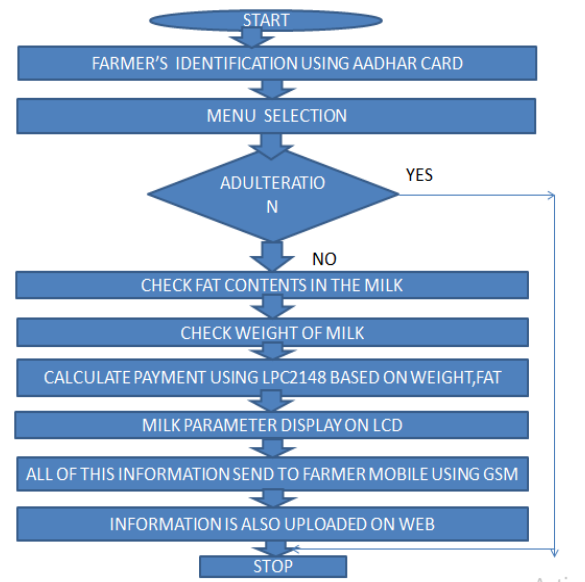 START
FARMER'S IDENTIFICATION USING AADHAR CARD
MENU SELECTION
ADULTERATIO
N
YES
NO
CHECK FAT CONTENTS IN THE MILK
CHECK WEIGHT OF MILK
CALCULATE PAYMENT USING LPC2148 BASED ON WEIGHT,FAT
MILK PARAMETER DISPLAY ON LCD
ALL OF THIS INFORMATION SEND TO FARMER MOBILE USING GSM
INFORMATION IS ALSO UPLOADED ON WEB
STOP